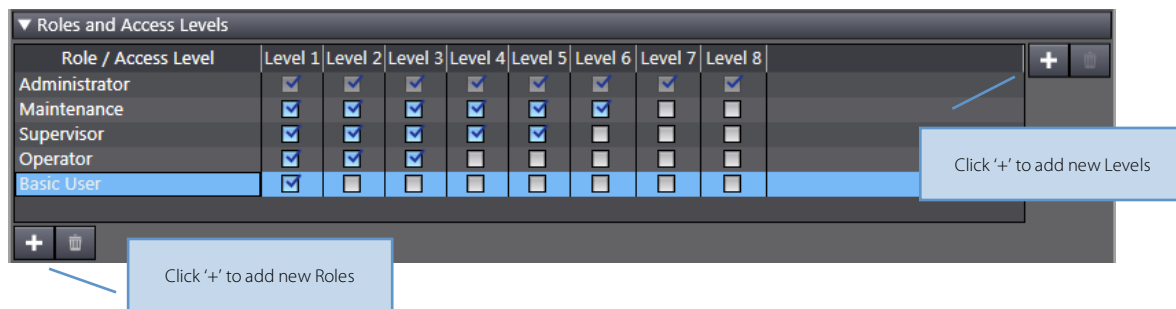 ▼ Roles and Access Levels
Role / Access Level Level 1 Level 2 Level 3 Level 4 Level 5 Level 6 Level 7 Level 8
Administrator
Maintenance
Supervisor
Operator
Basic User
Click ‘+’ to add new Levels
Click ‘+’ to add new Roles